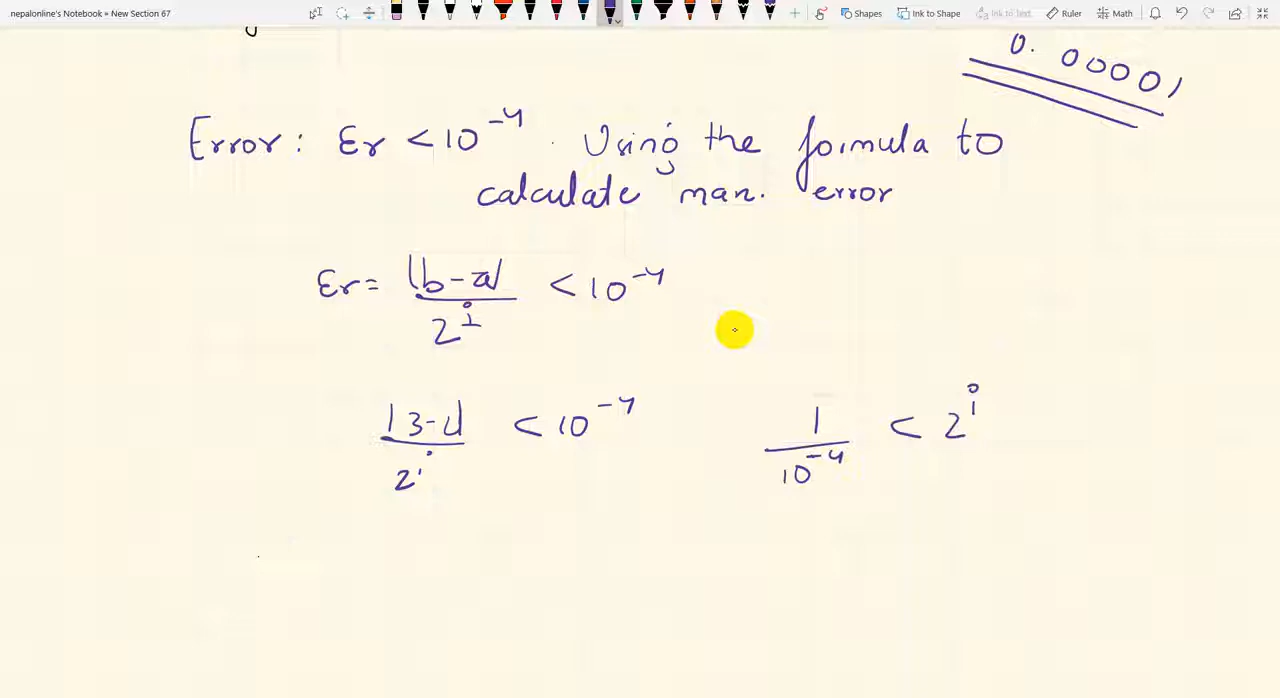 nepalonline's Notebook » New Section 67
Shapes Ink to Shape Ink to Text Ruler Math
0.00001
Error: Er < 10^-4. Using the formula to
calculate max. error
Er = |b-a| / 2^i < 10^-4
|3-4| / 2^i < 10^-4
1 / 10^-4 < 2^i